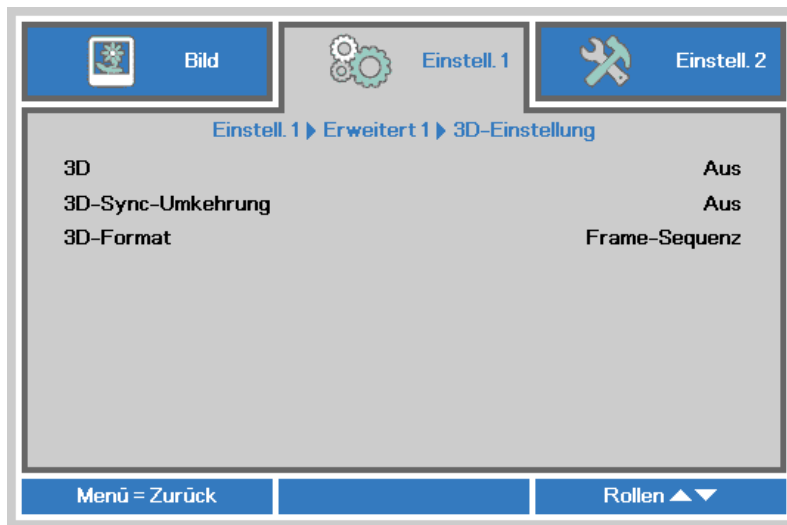 Bild
Einstell. 1
Einstell. 2
Einstell. 1 ▶ Erweitert 1 ▶ 3D-Einstellung
3D Aus
3D-Sync-Umkehrung Aus
3D-Format Frame-Sequenz
Menü = Zurück
Rollen ▲▼